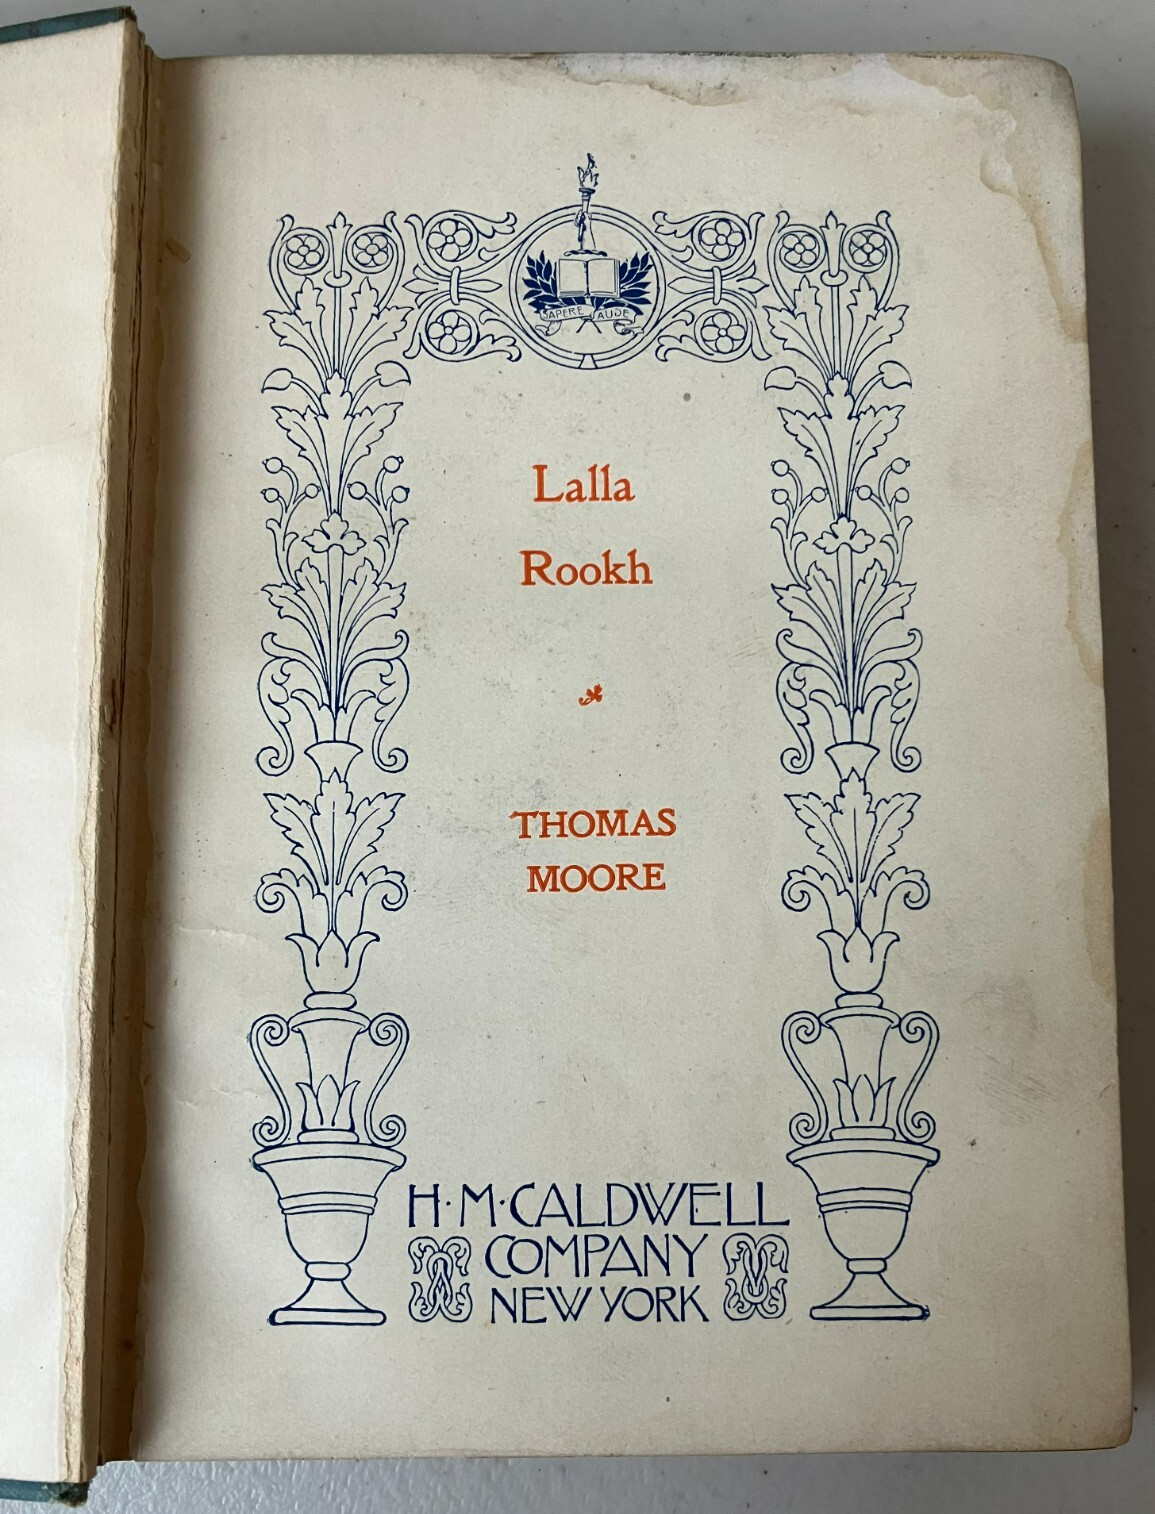 SAPERE AUDE
Lalla
Rookh
THOMAS
MOORE
H·M·CALDWELL
COMPANY
NEW YORK